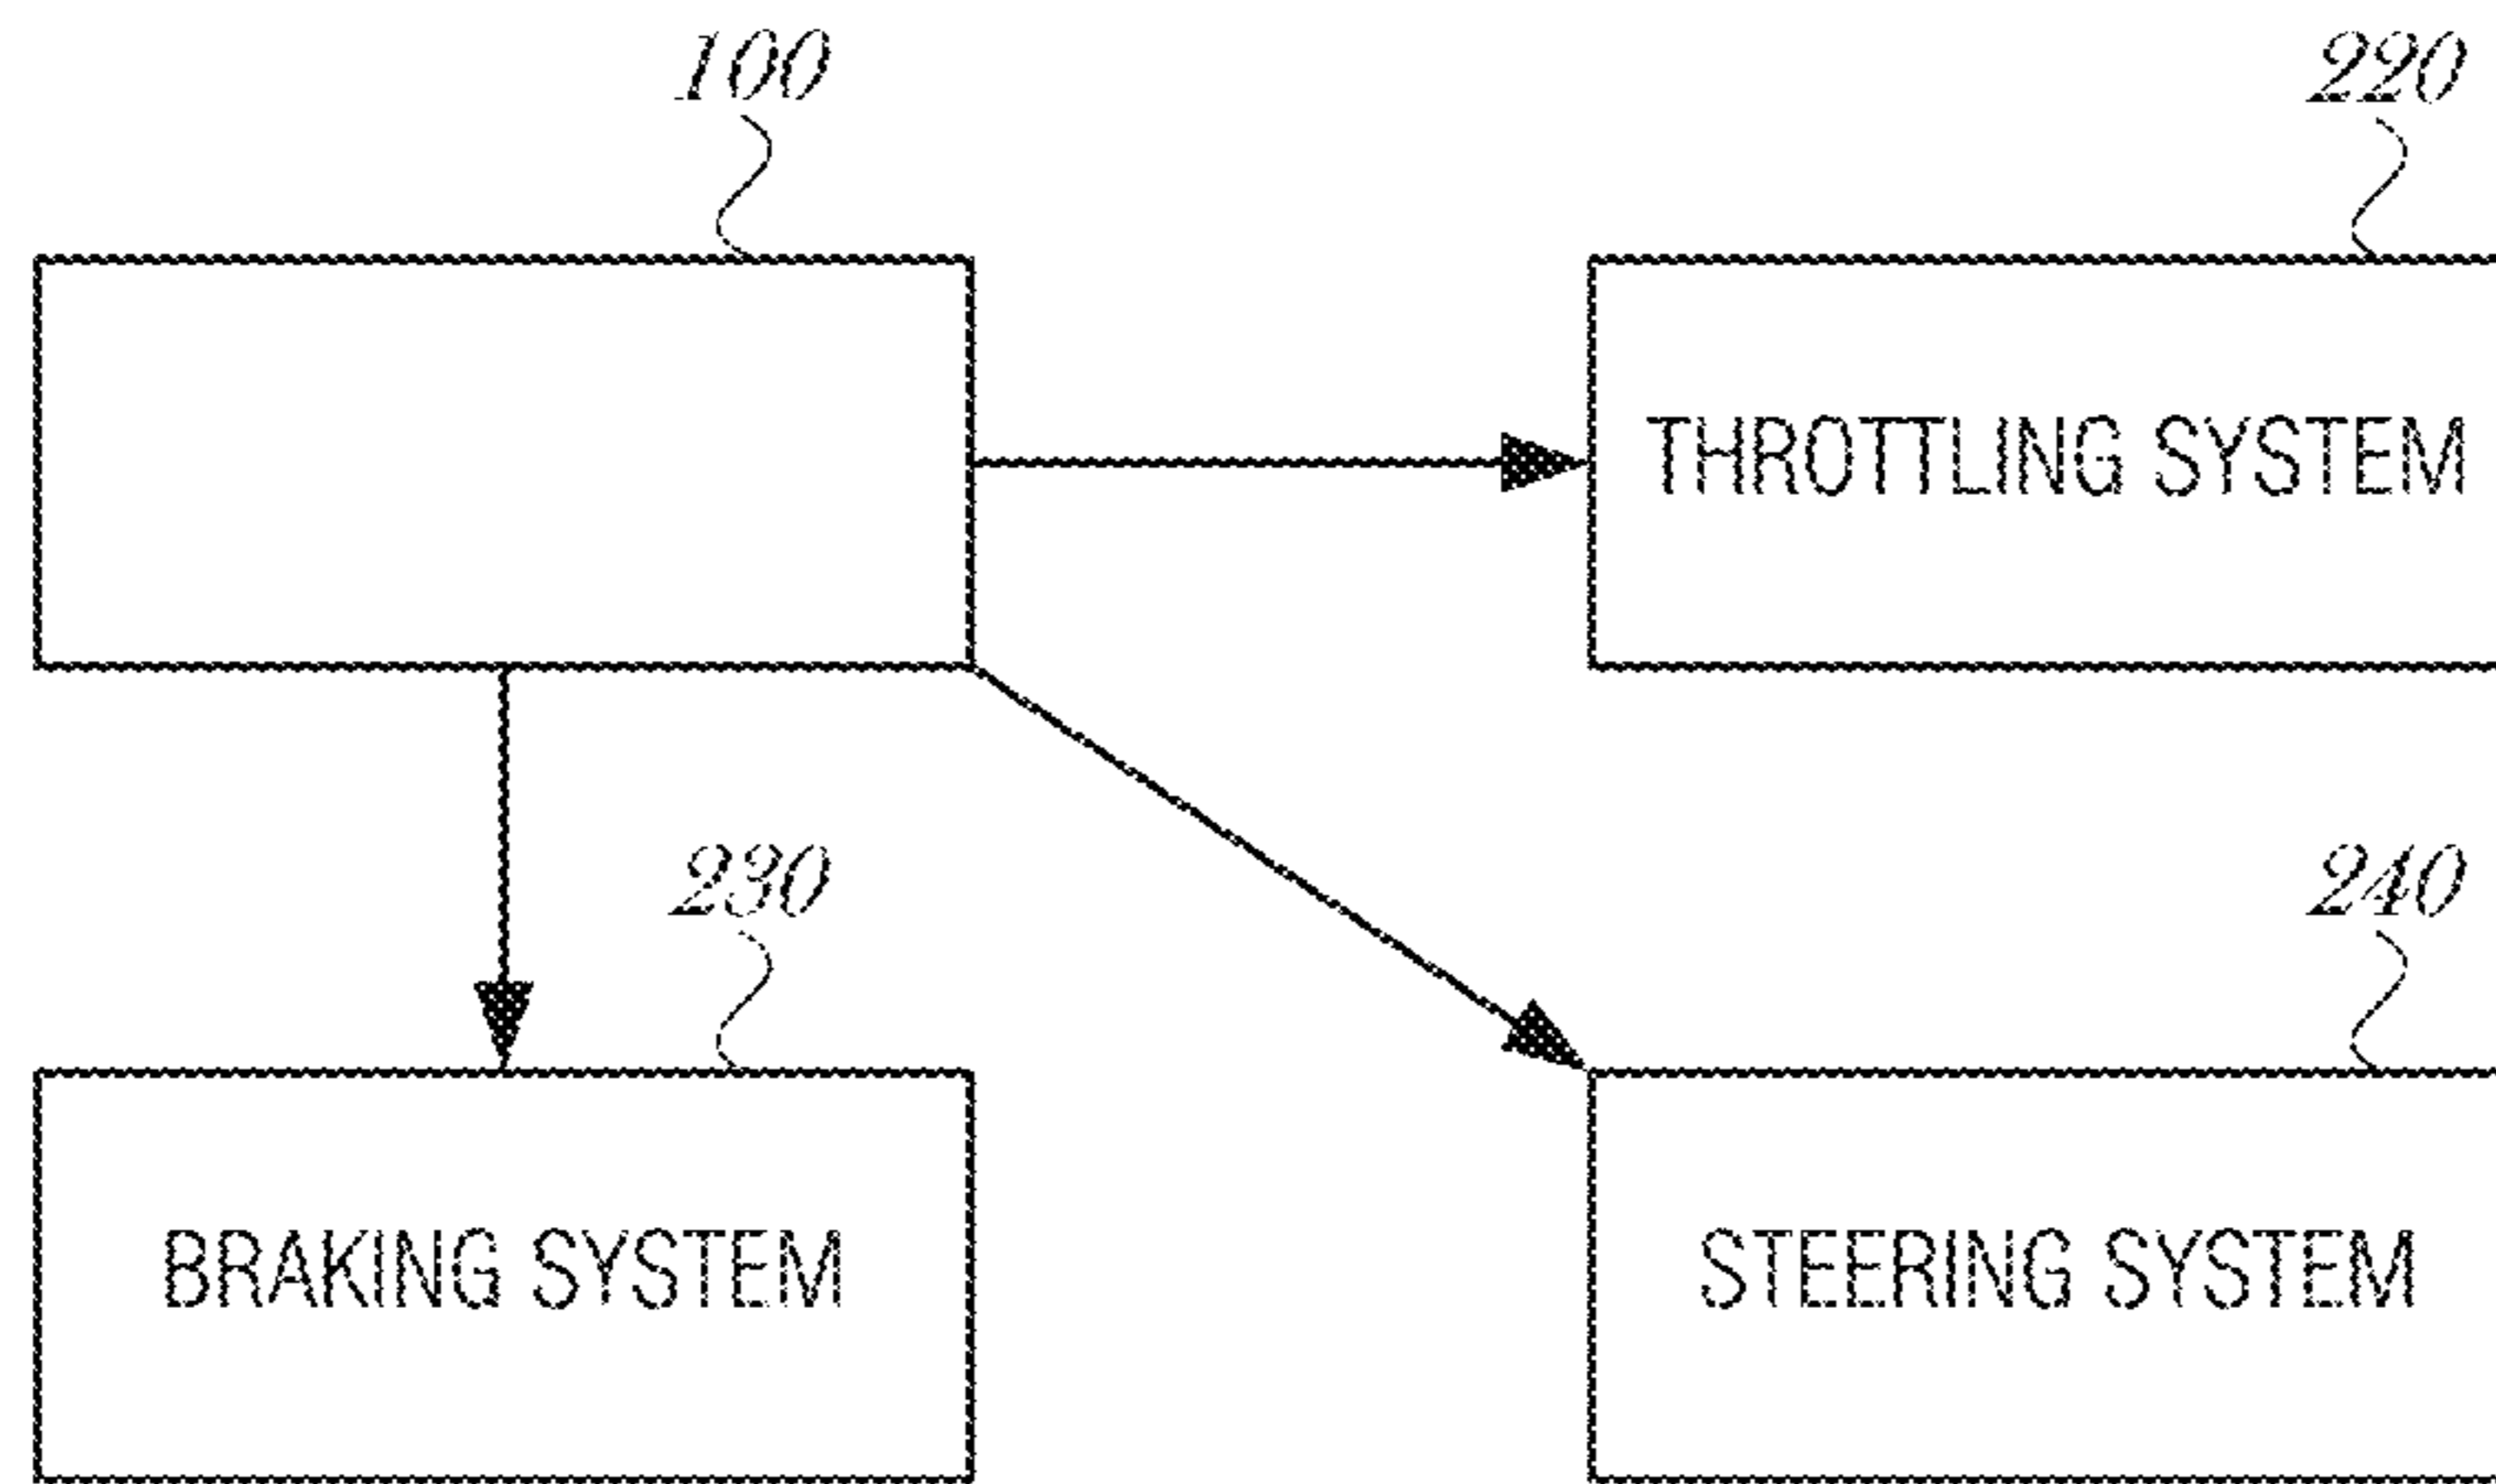 100
220
THROTTLING SYSTEM
230
240
BRAKING SYSTEM
STEERING SYSTEM